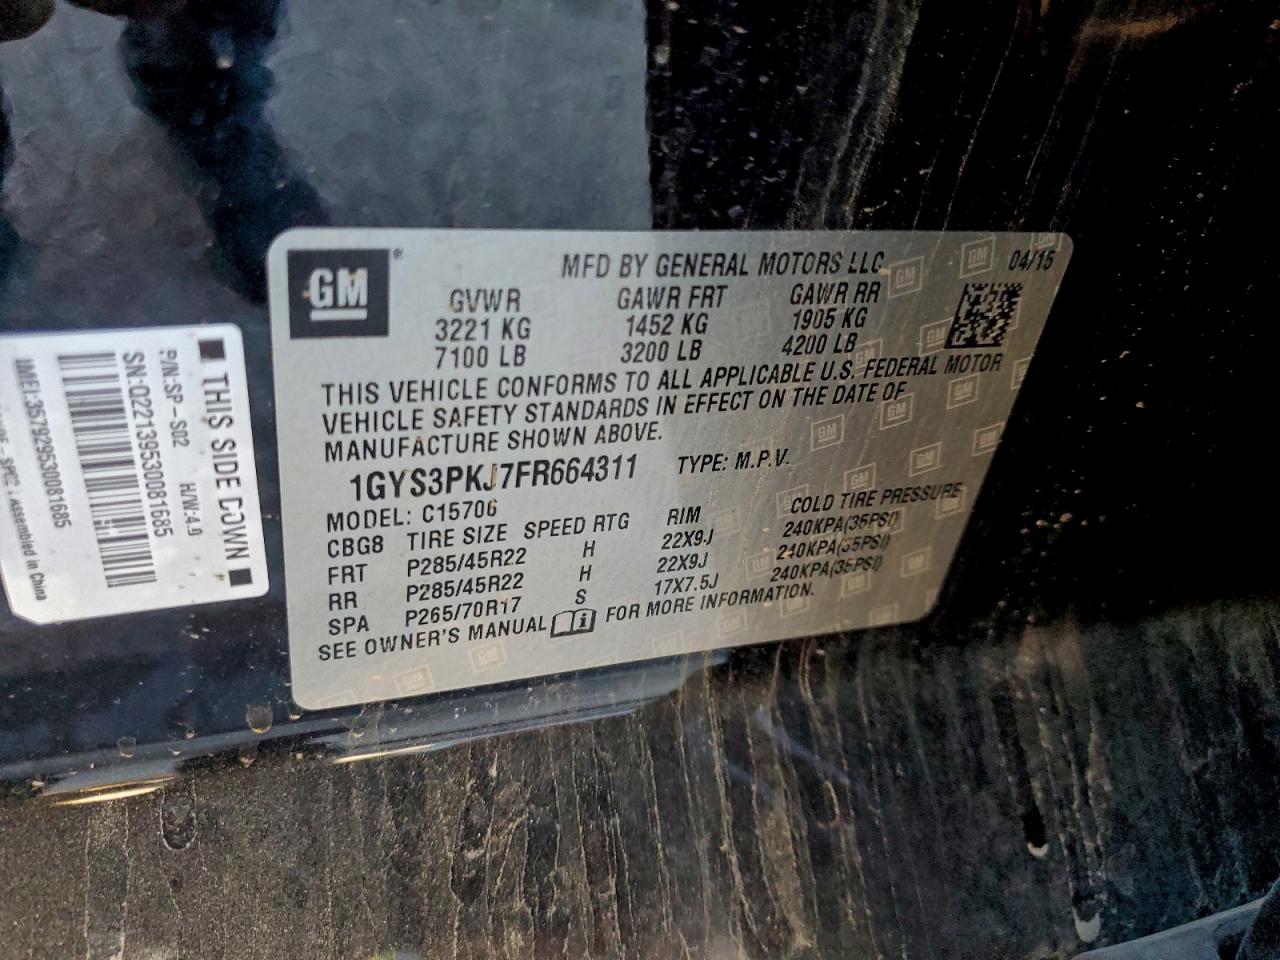 GM
MFD BY GENERAL MOTORS LLC
04/15
GVWR GAWR FRT GAWR RR
3221 KG 1452 KG 1905 KG
7100 LB 3200 LB 4200 LB
THIS VEHICLE CONFORMS TO ALL APPLICABLE U.S. FEDERAL MOTOR
VEHICLE SAFETY STANDARDS IN EFFECT ON THE DATE OF
MANUFACTURE SHOWN ABOVE.
1GYS3PKJ7FR664311 TYPE: M.P.V.
MODEL: C15706
CBG8 TIRE SIZE SPEED RTG RIM COLD TIRE PRESSURE
FRT P285/45R22 H 22X9J 240KPA(35PSI)
RR P285/45R22 H 22X9J 240KPA(35PSI)
SPA P265/70R17 S 17X7.5J 240KPA(35PSI)
SEE OWNER'S MANUAL FOR MORE INFORMATION.
THIS SIDE DOWN
P/N:SP-S02 H/W:4.0
SN:Q22139530081685
IMEI:357929530081685
Assembled in China